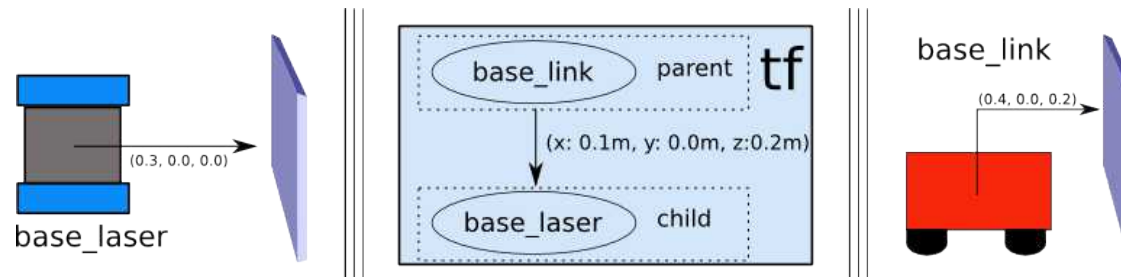 (0.3, 0.0, 0.0)
base_laser
base_link
parent
tf
(x: 0.1m, y: 0.0m, z:0.2m)
base_laser
child
base_link
(0.4, 0.0, 0.2)